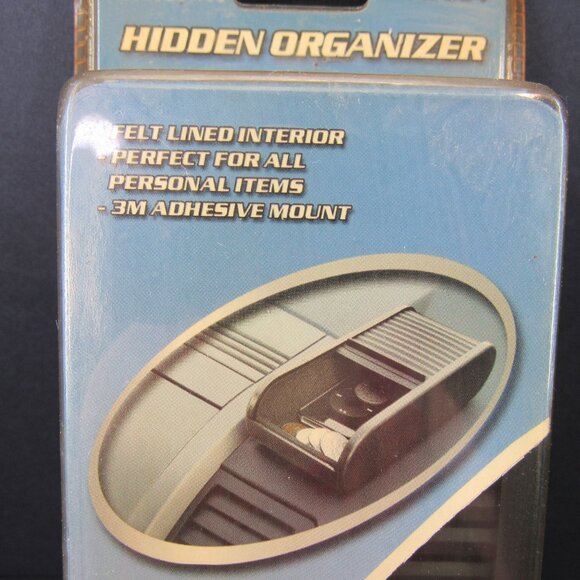 HIDDEN ORGANIZER
- FELT LINED INTERIOR
- PERFECT FOR ALL
PERSONAL ITEMS
- 3M ADHESIVE MOUNT